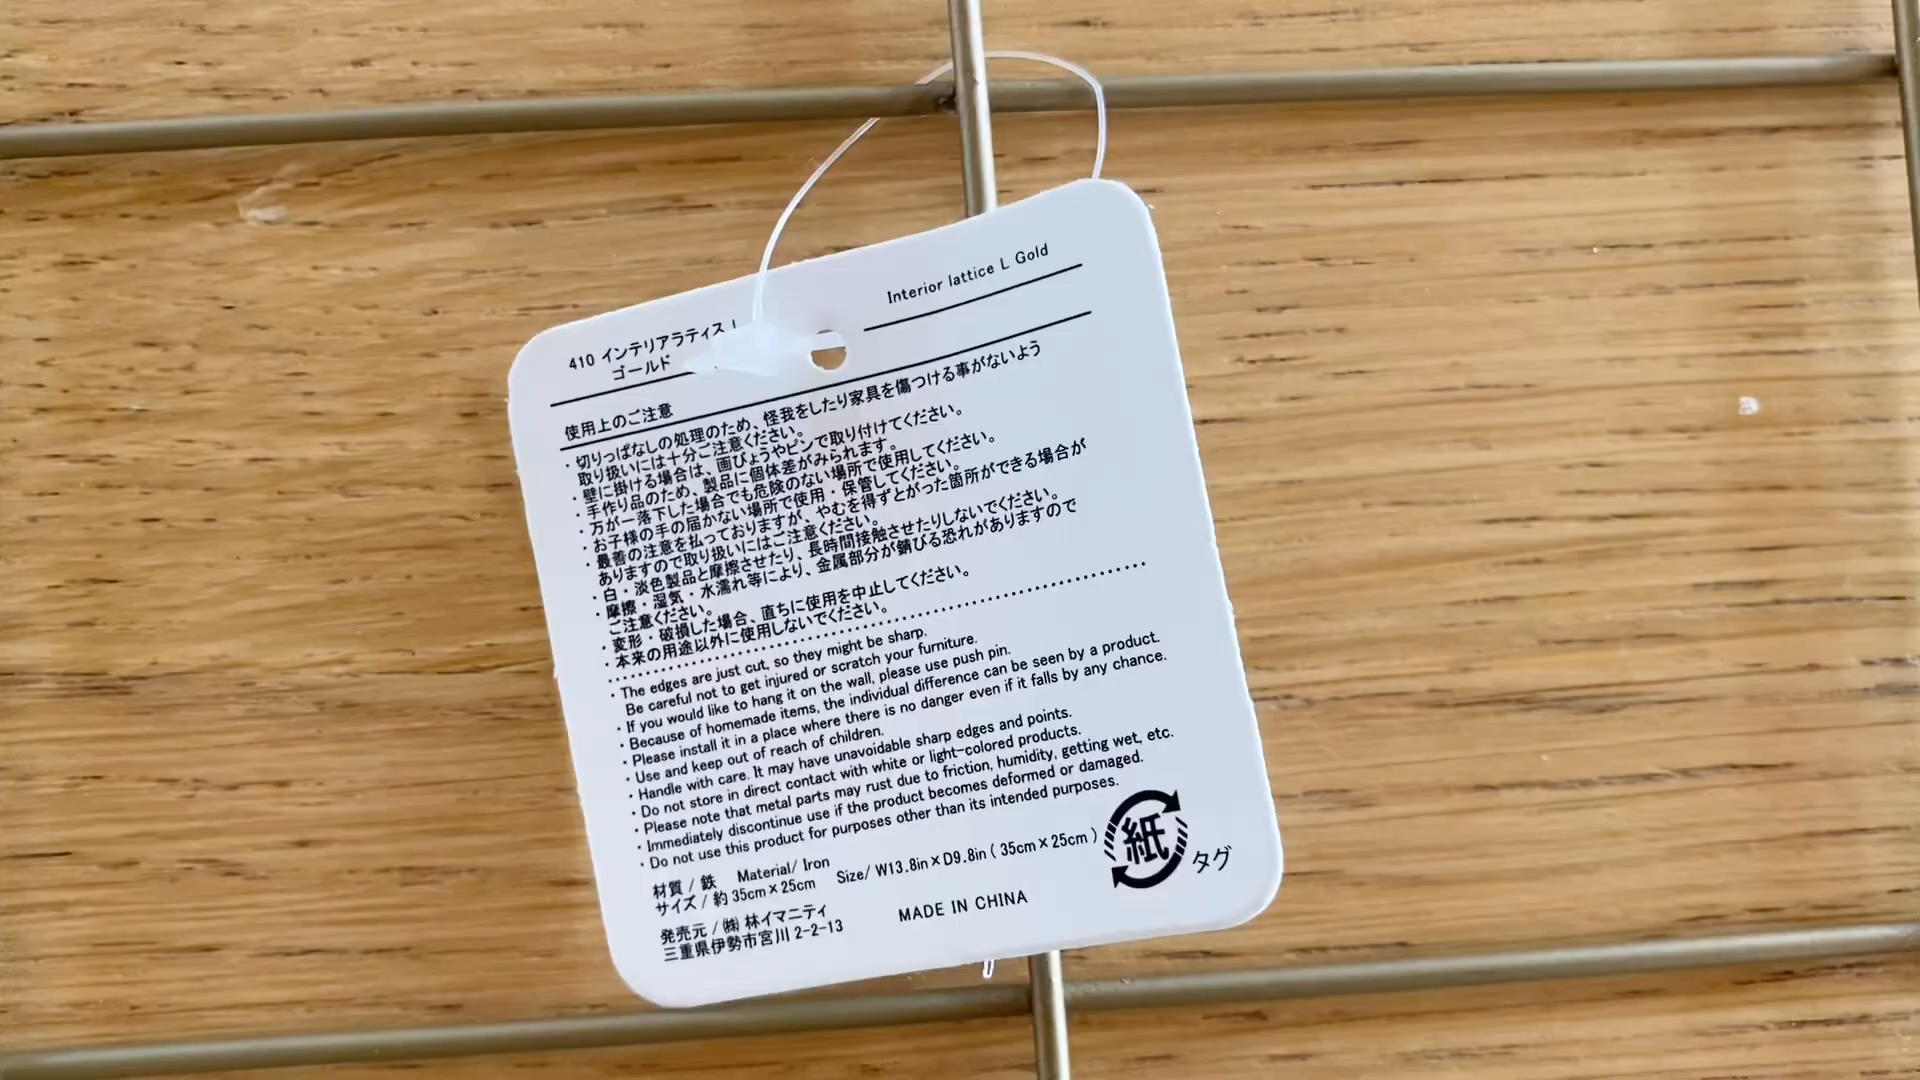 410 インテリアラティス L
ゴールド
Interior lattice L Gold
使用上のご注意
・切りっぱなしの処理のため、怪我をしたり家具を傷つける事がないよう
取り扱いには十分ご注意ください。
・壁に掛ける場合は、画びょうやピンで取り付けてください。
・手作り品のため、製品に個体差がみられます。
・万が一落下した場合でも危険のない場所で使用してください。
・お子様の手の届かない場所で使用・保管してください。
・最善の注意を払っておりますが、やむを得ずとがった箇所ができる場合が
ありますので取り扱いにはご注意ください。
・白・淡色製品と摩擦させたり、長時間接触させたりしないでください。
・摩擦・湿気・水濡れ等により、金属部分が錆びる恐れがありますので
ご注意ください。
・変形・破損した場合、直ちに使用を中止してください。
・本来の用途以外に使用しないでください。
・The edges are just cut, so they might be sharp.
Be careful not to get injured or scratch your furniture.
・If you would like to hang it on the wall, please use push pin.
・Because of homemade items, the individual difference can be seen by a product.
・Please install it in a place where there is no danger even if it falls by any chance.
・Use and keep out of reach of children.
・Handle with care. It may have unavoidable sharp edges and points.
・Do not store in direct contact with white or light-colored products.
・Please note that metal parts may rust due to friction, humidity, getting wet, etc.
・Immediately discontinue use if the product becomes deformed or damaged.
・Do not use this product for purposes other than its intended purposes.
材質 / 鉄 Material/ Iron
サイズ / 約 35cm×25cm Size/ W13.8in×D9.8in ( 35cm×25cm )
発売元 / ㈱ 林イマニティ
三重県伊勢市宮川 2-2-13
MADE IN CHINA
紙
タグ